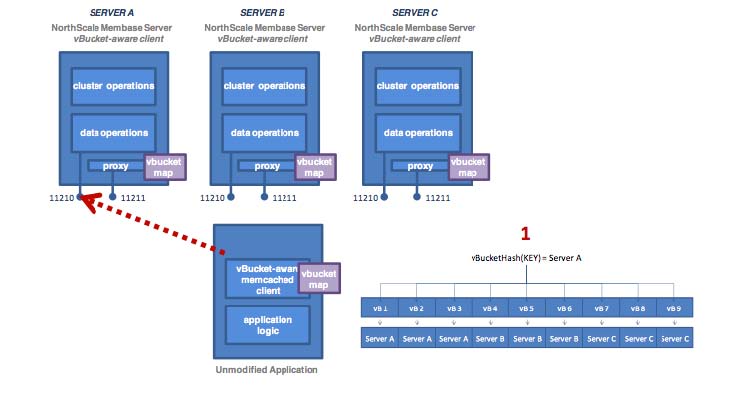 SERVER A
NorthScale Membase Server
vBucket-aware client
cluster operations
data operations
proxy
vbucket
map
11210
11211
SERVER B
NorthScale Membase Server
vBucket-aware client
cluster operations
data operations
proxy
vbucket
map
11210
11211
SERVER C
NorthScale Membase Server
vBucket-aware client
cluster operations
data operations
proxy
vbucket
map
11210
11211
vBucket-awar
memcached
client
vbucket
map
application
logic
Unmodified Application
1
vBucketHash(KEY) = Server A
vB 1 vB 2 vB 3 vB 4 vB 5 vB 6 vB 7 vB 8 vB 9
Server A Server A Server A Server B Server B Server B Server C Server C Server C